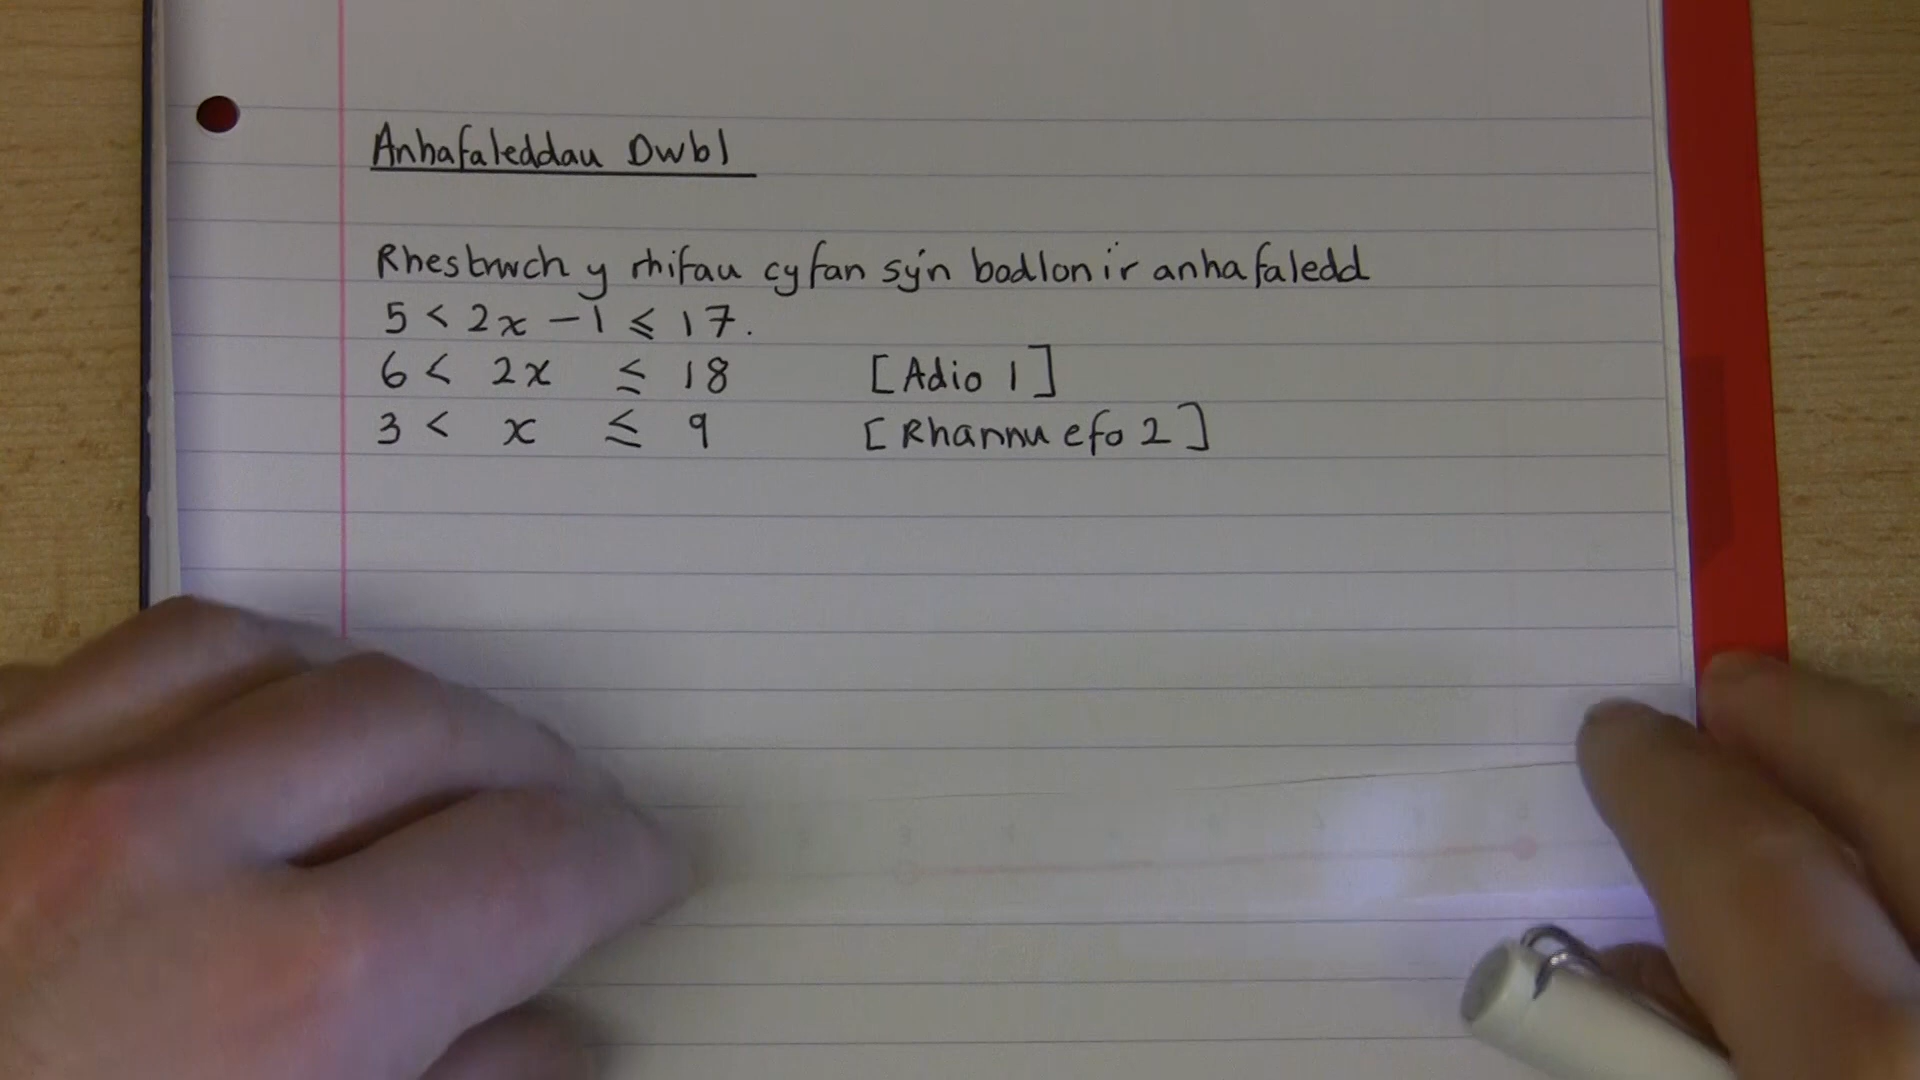 Anhafaleddau Dwbl
Rhestrwch y rhifau cyfan sy'n bodloni'r anhafaledd
5 < 2x - 1 ⩽ 17.
6 < 2x ≤ 18 [Adio 1]
3 < x ≤ 9 [Rhannu efo 2]